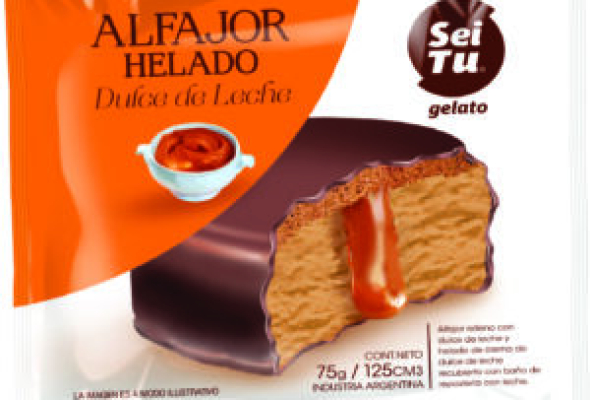 ALFAJOR
HELADO
Dulce de Leche
Sei
Tu
gelato
CONT.NETO
75g / 125CM3
INDUSTRIA ARGENTINA
Alfajor relleno con
dulce de leche y
helado de crema de
dulce de leche
recubierto con baño de
repostería con leche.
LA IMAGEN ES A MODO ILUSTRATIVO